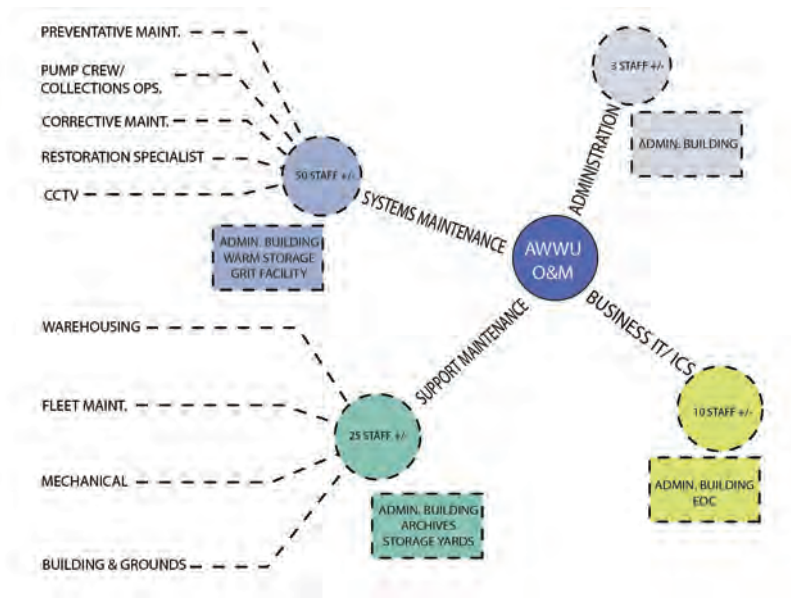 PREVENTATIVE MAINT.
PUMP CREW/
COLLECTIONS OPS.
CORRECTIVE MAINT.
RESTORATION SPECIALIST
CCTV
50 STAFF +/-
SYSTEMS MAINTENANCE
ADMIN. BUILDING
WARM STORAGE
GRIT FACILITY
3 STAFF +/-
ADMIN. BUILDING
ADMINISTRATION
AWWU
O&M
WAREHOUSING
FLEET MAINT.
MECHANICAL
BUILDING & GROUNDS
25 STAFF +/-
SUPPORT MAINTENANCE
ADMIN. BUILDING
ARCHIVES
STORAGE YARDS
BUSINESS IT/ ICS
10 STAFF +/-
ADMIN. BUILDING
EOC